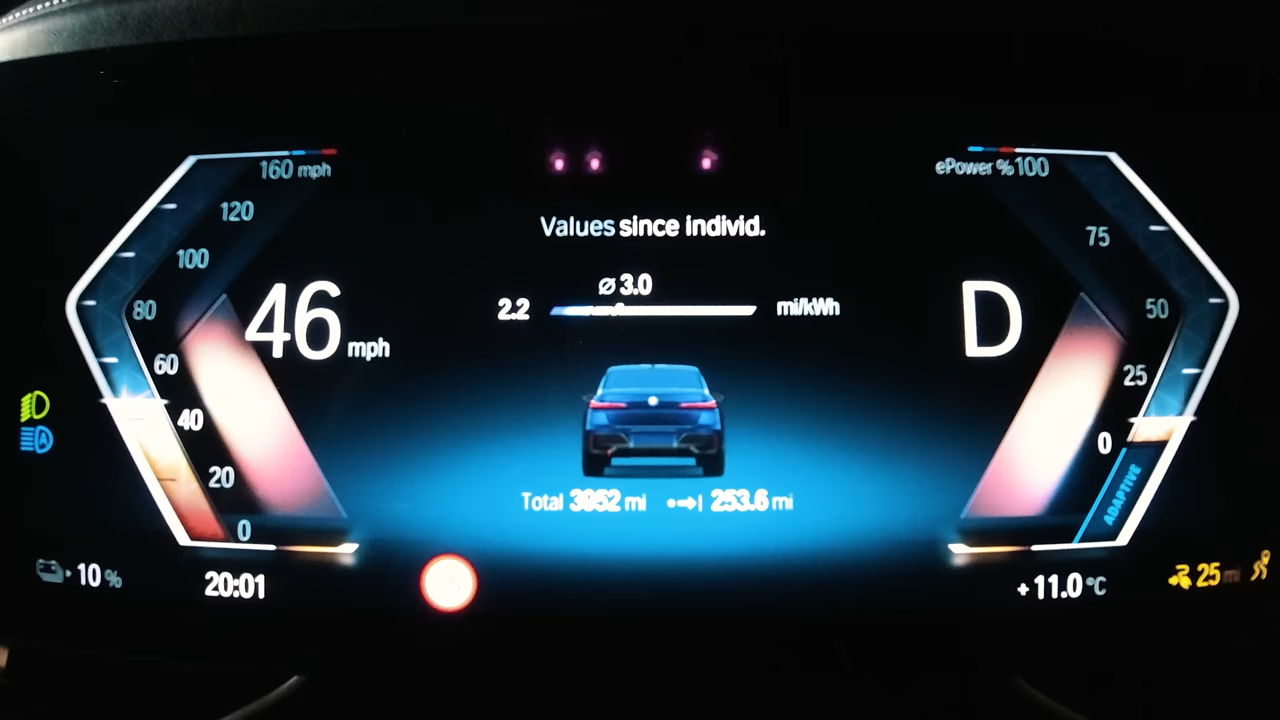 160 mph
120
100
80
60
40
20
0
46 mph
Values since individ.
ø 3.0
2.2 mi/kWh
Total 3952 mi 253.6 mi
ePower % 100
75
50
25
0
D
ADAPTIVE
A
10 %
20:01
+11.0 °C
25 mi